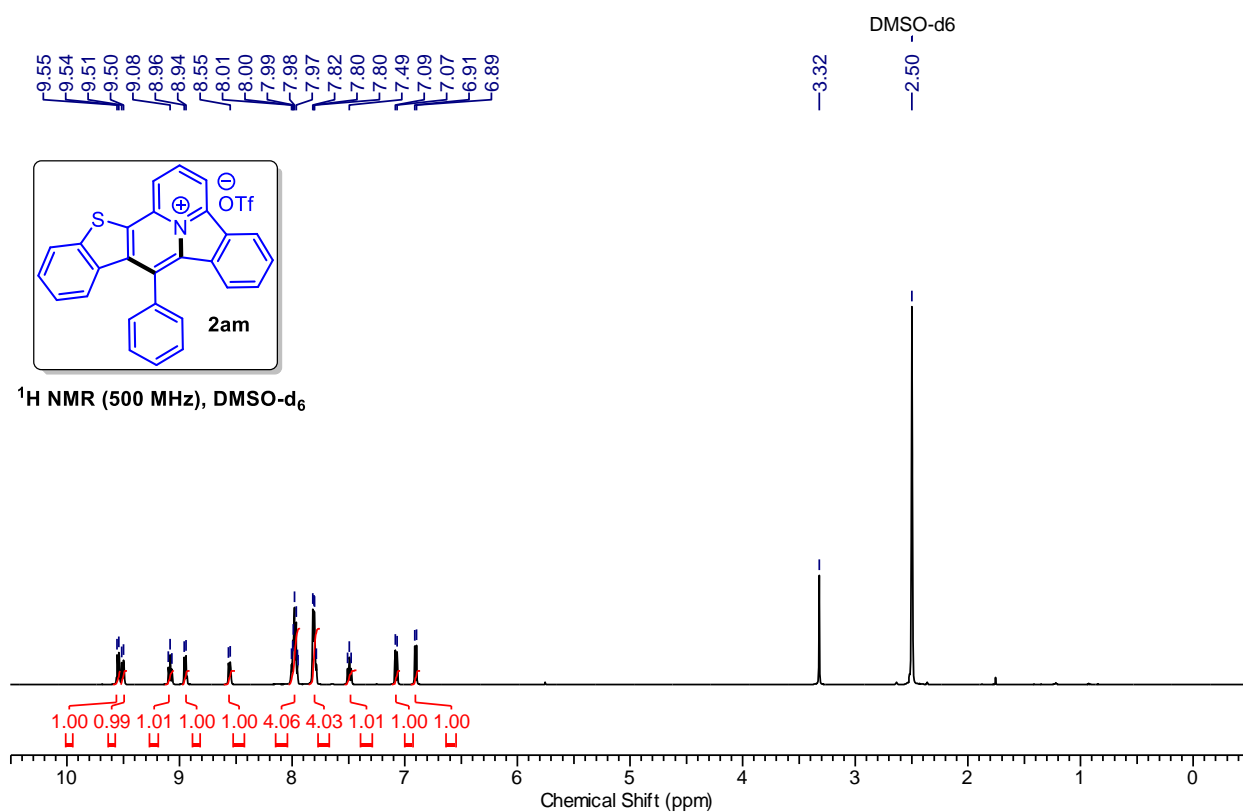 DMSO-d6
9.55
9.54
9.51
9.50
9.08
8.96
8.94
8.55
8.01
8.00
7.99
7.98
7.97
7.82
7.80
7.80
7.49
7.09
7.07
6.91
6.89
3.32
2.50
⊖
OTf
⊕
S
N
2am
¹H NMR (500 MHz), DMSO-d₆
1.00 0.99 1.01 1.00 1.00 4.06 4.03 1.01 1.00 1.00
10 9 8 7 6 5 4 3 2 1 0
Chemical Shift (ppm)